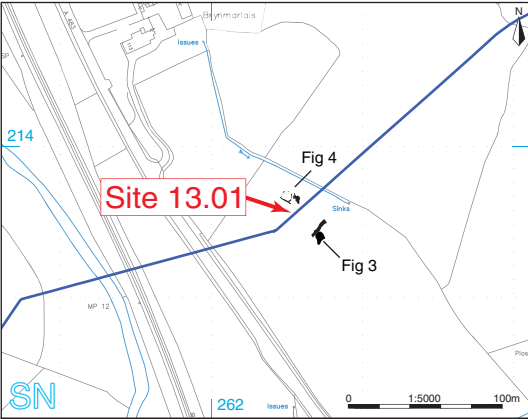 A 483
Brynmarlais
N
Issues
SP
214
Fig 4
Site 13.01
Sinks
Fig 3
MP 12
SN
262
Issues
0
1:5000
100m